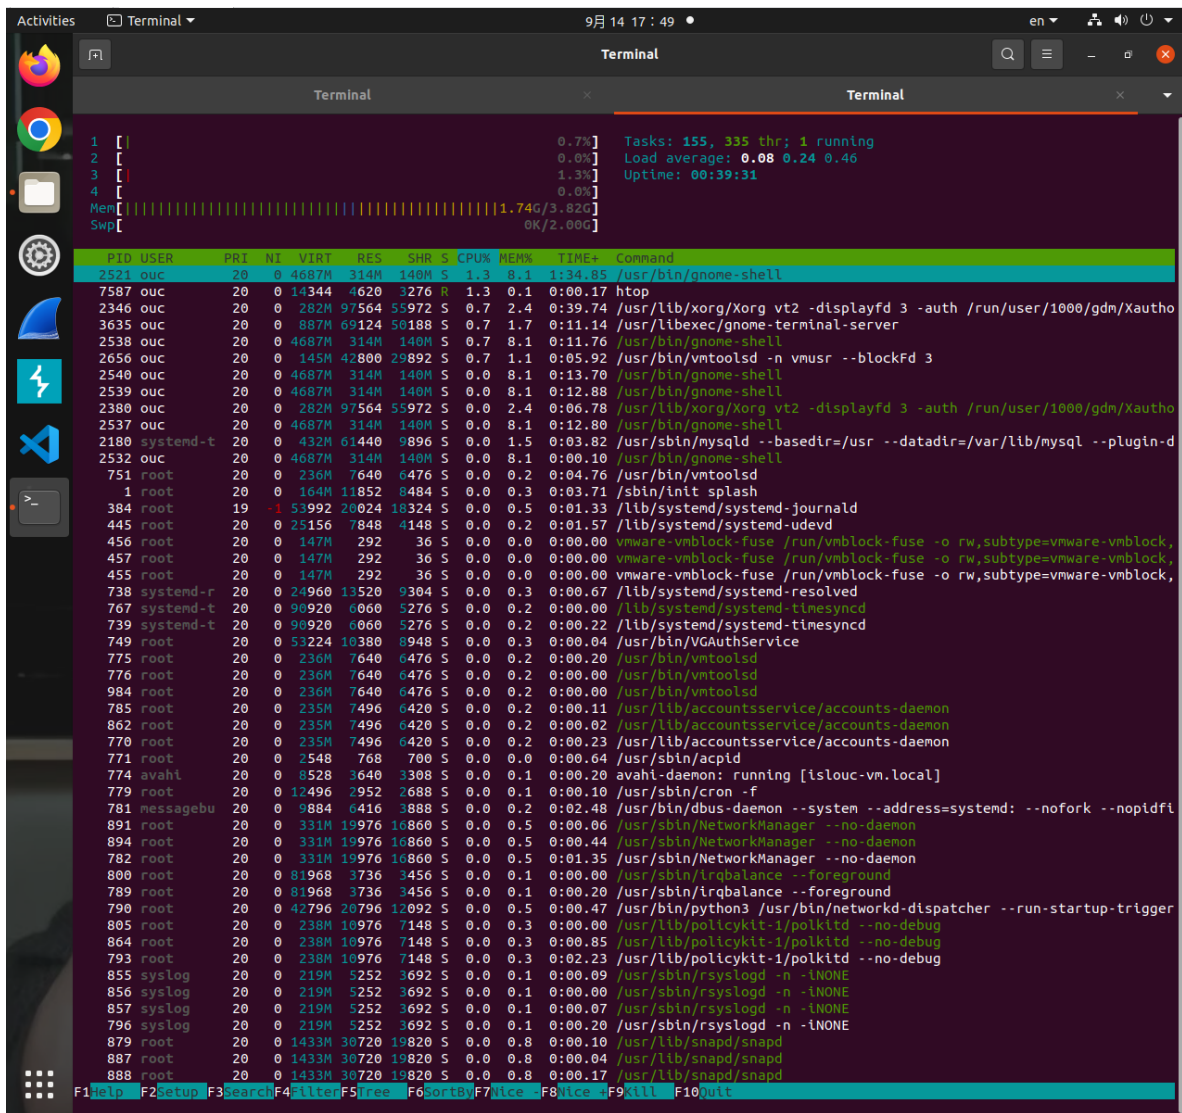 Activities Terminal 9月 14 17：49 en
Terminal
Terminal × Terminal ×
1 [| 0.7%] Tasks: 155, 335 thr; 1 running
2 [ 0.0%] Load average: 0.08 0.24 0.46
3 [| 1.3%] Uptime: 00:39:31
4 [ 0.0%]
Mem[||||||||||||||||||||||||||||||||||||||||||||1.74G/3.82G]
Swp[ 0K/2.00G]
PID USER PRI NI VIRT RES SHR S CPU% MEM% TIME+ Command
2521 ouc 20 0 4687M 314M 140M S 1.3 8.1 1:34.85 /usr/bin/gnome-shell
7587 ouc 20 0 14344 4620 3276 R 1.3 0.1 0:00.17 htop
2346 ouc 20 0 282M 97564 55972 S 0.7 2.4 0:39.74 /usr/lib/xorg/Xorg vt2 -displayfd 3 -auth /run/user/1000/gdm/Xautho
3635 ouc 20 0 887M 69124 50188 S 0.7 1.7 0:11.14 /usr/libexec/gnome-terminal-server
2538 ouc 20 0 4687M 314M 140M S 0.7 8.1 0:11.76 /usr/bin/gnome-shell
2656 ouc 20 0 145M 42800 29892 S 0.7 1.1 0:05.92 /usr/bin/vmtoolsd -n vmusr --blockFd 3
2540 ouc 20 0 4687M 314M 140M S 0.0 8.1 0:13.70 /usr/bin/gnome-shell
2539 ouc 20 0 4687M 314M 140M S 0.0 8.1 0:12.88 /usr/bin/gnome-shell
2380 ouc 20 0 282M 97564 55972 S 0.0 2.4 0:06.78 /usr/lib/xorg/Xorg vt2 -displayfd 3 -auth /run/user/1000/gdm/Xautho
2537 ouc 20 0 4687M 314M 140M S 0.0 8.1 0:12.80 /usr/bin/gnome-shell
2180 systemd-t 20 0 432M 61440 9896 S 0.0 1.5 0:03.82 /usr/sbin/mysqld --basedir=/usr --datadir=/var/lib/mysql --plugin-d
2532 ouc 20 0 4687M 314M 140M S 0.0 8.1 0:00.10 /usr/bin/gnome-shell
751 root 20 0 236M 7640 6476 S 0.0 0.2 0:04.76 /usr/bin/vmtoolsd
1 root 20 0 164M 11852 8484 S 0.0 0.3 0:03.71 /sbin/init splash
384 root 19 -1 53992 20024 18324 S 0.0 0.5 0:01.33 /lib/systemd/systemd-journald
445 root 20 0 25156 7848 4148 S 0.0 0.2 0:01.57 /lib/systemd/systemd-udevd
456 root 20 0 147M 292 36 S 0.0 0.0 0:00.00 vmware-vmblock-fuse /run/vmblock-fuse -o rw,subtype=vmware-vmblock,
457 root 20 0 147M 292 36 S 0.0 0.0 0:00.00 vmware-vmblock-fuse /run/vmblock-fuse -o rw,subtype=vmware-vmblock,
455 root 20 0 147M 292 36 S 0.0 0.0 0:00.00 vmware-vmblock-fuse /run/vmblock-fuse -o rw,subtype=vmware-vmblock,
738 systemd-r 20 0 24960 13520 9304 S 0.0 0.3 0:00.67 /lib/systemd/systemd-resolved
767 systemd-t 20 0 90920 6060 5276 S 0.0 0.2 0:00.00 /lib/systemd/systemd-timesyncd
739 systemd-t 20 0 90920 6060 5276 S 0.0 0.2 0:00.22 /lib/systemd/systemd-timesyncd
749 root 20 0 53224 10380 8948 S 0.0 0.3 0:00.04 /usr/bin/VGAuthService
775 root 20 0 236M 7640 6476 S 0.0 0.2 0:00.20 /usr/bin/vmtoolsd
776 root 20 0 236M 7640 6476 S 0.0 0.2 0:00.00 /usr/bin/vmtoolsd
984 root 20 0 236M 7640 6476 S 0.0 0.2 0:00.00 /usr/bin/vmtoolsd
785 root 20 0 235M 7496 6420 S 0.0 0.2 0:00.11 /usr/lib/accountsservice/accounts-daemon
862 root 20 0 235M 7496 6420 S 0.0 0.2 0:00.02 /usr/lib/accountsservice/accounts-daemon
770 root 20 0 235M 7496 6420 S 0.0 0.2 0:00.23 /usr/lib/accountsservice/accounts-daemon
771 root 20 0 2548 768 700 S 0.0 0.0 0:00.64 /usr/sbin/acpid
774 avahi 20 0 8528 3640 3308 S 0.0 0.1 0:00.20 avahi-daemon: running [islouc-vm.local]
779 root 20 0 12496 2952 2688 S 0.0 0.1 0:00.10 /usr/sbin/cron -f
781 messagebu 20 0 9884 6416 3888 S 0.0 0.2 0:02.48 /usr/bin/dbus-daemon --system --address=systemd: --nofork --nopidfi
891 root 20 0 331M 19976 16860 S 0.0 0.5 0:00.06 /usr/sbin/NetworkManager --no-daemon
894 root 20 0 331M 19976 16860 S 0.0 0.5 0:00.44 /usr/sbin/NetworkManager --no-daemon
782 root 20 0 331M 19976 16860 S 0.0 0.5 0:01.35 /usr/sbin/NetworkManager --no-daemon
800 root 20 0 81968 3736 3456 S 0.0 0.1 0:00.00 /usr/sbin/irqbalance --foreground
789 root 20 0 81968 3736 3456 S 0.0 0.1 0:00.20 /usr/sbin/irqbalance --foreground
790 root 20 0 42796 20796 12092 S 0.0 0.5 0:00.47 /usr/bin/python3 /usr/bin/networkd-dispatcher --run-startup-trigger
805 root 20 0 238M 10976 7148 S 0.0 0.3 0:00.00 /usr/lib/policykit-1/polkitd --no-debug
864 root 20 0 238M 10976 7148 S 0.0 0.3 0:00.85 /usr/lib/policykit-1/polkitd --no-debug
793 root 20 0 238M 10976 7148 S 0.0 0.3 0:02.23 /usr/lib/policykit-1/polkitd --no-debug
855 syslog 20 0 219M 5252 3692 S 0.0 0.1 0:00.09 /usr/sbin/rsyslogd -n -iNONE
856 syslog 20 0 219M 5252 3692 S 0.0 0.1 0:00.00 /usr/sbin/rsyslogd -n -iNONE
857 syslog 20 0 219M 5252 3692 S 0.0 0.1 0:00.07 /usr/sbin/rsyslogd -n -iNONE
796 syslog 20 0 219M 5252 3692 S 0.0 0.1 0:00.20 /usr/sbin/rsyslogd -n -iNONE
879 root 20 0 1433M 30720 19820 S 0.0 0.8 0:00.10 /usr/lib/snapd/snapd
887 root 20 0 1433M 30720 19820 S 0.0 0.8 0:00.04 /usr/lib/snapd/snapd
888 root 20 0 1433M 30720 19820 S 0.0 0.8 0:00.17 /usr/lib/snapd/snapd
F1Help F2Setup F3SearchF4FilterF5Tree F6SortByF7Nice -F8Nice +F9Kill F10Quit